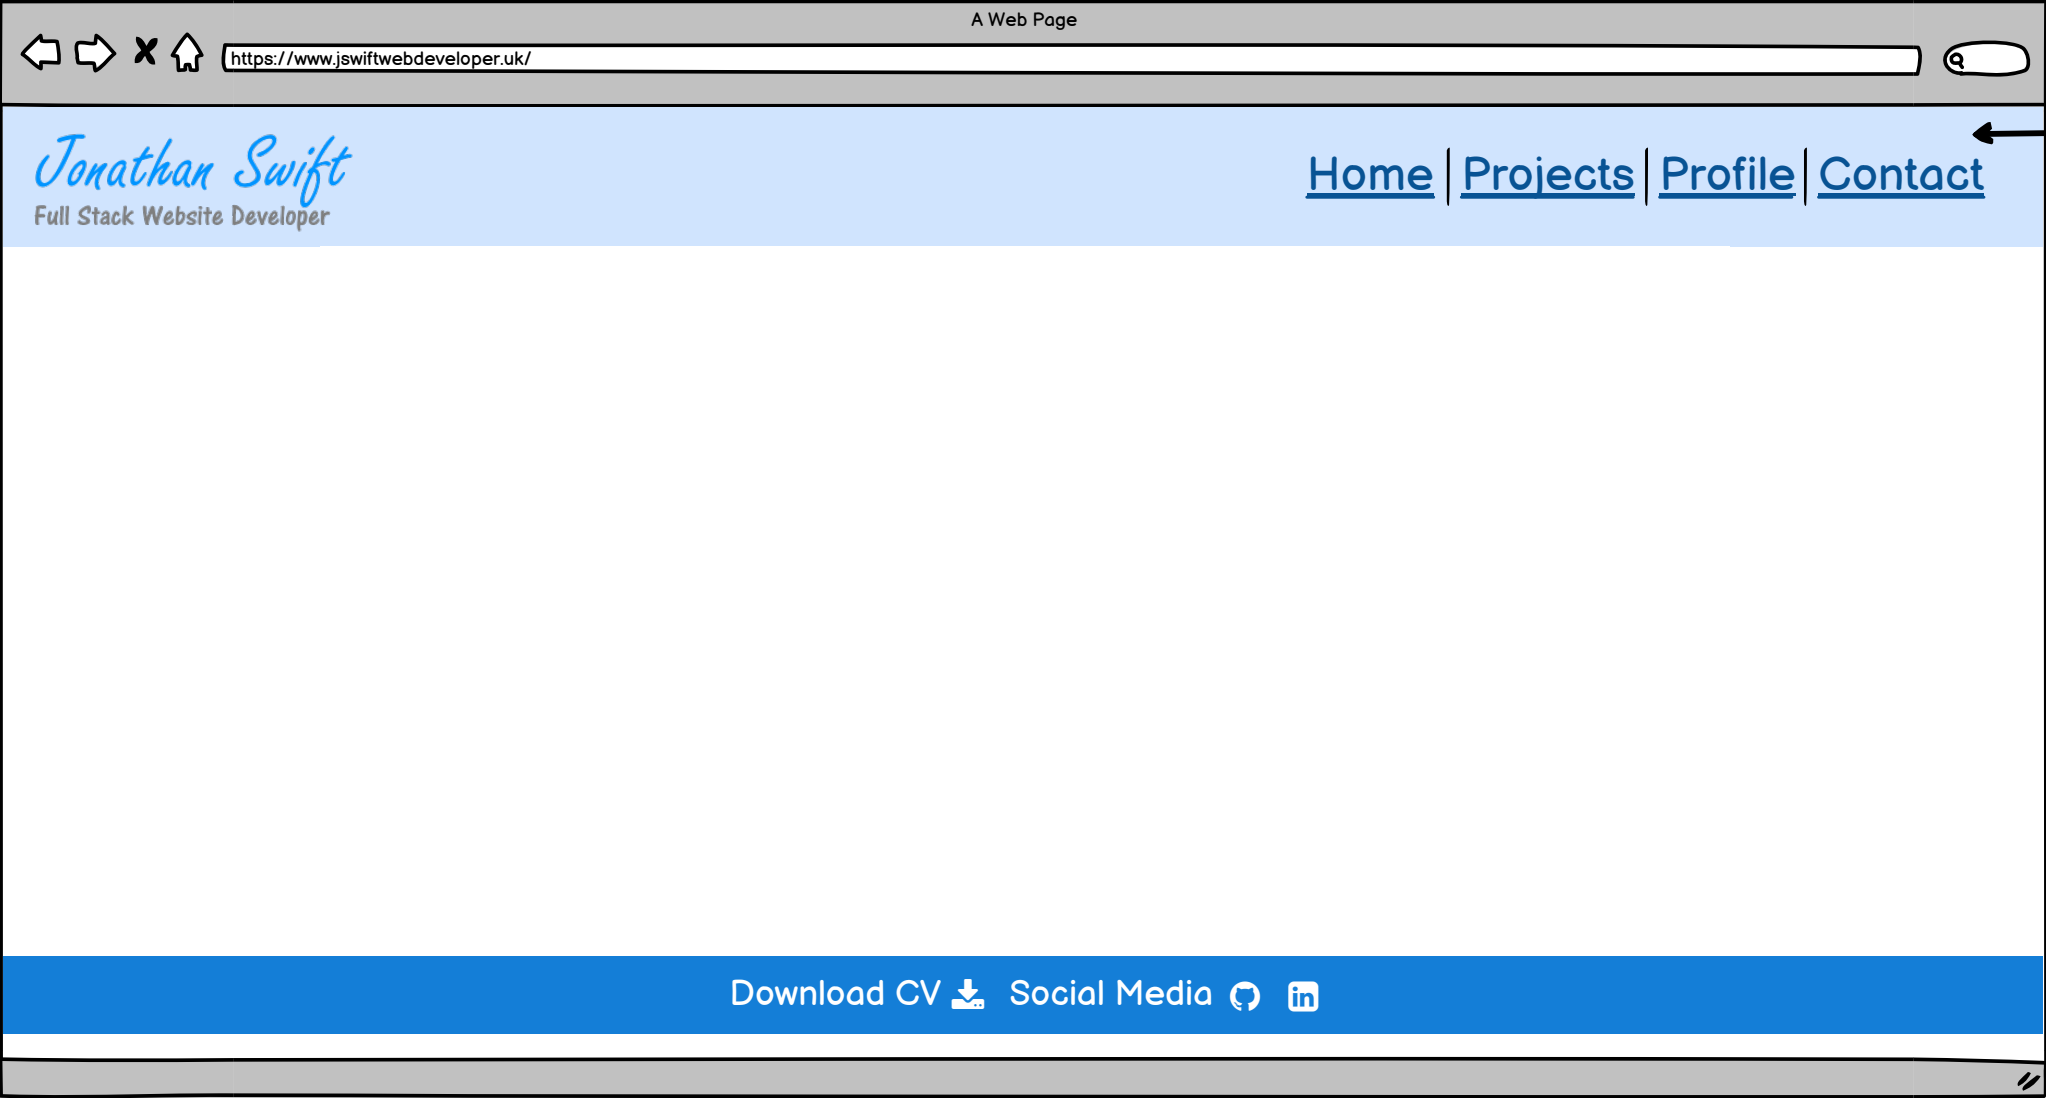 A Web Page
https://www.jswiftwebdeveloper.uk/
Jonathan Swift
Full Stack Website Developer
Home Projects Profile Contact
Download CV Social Media in